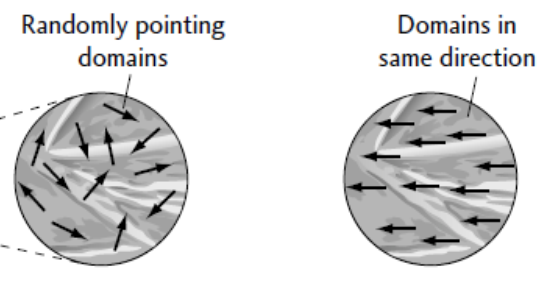 Randomly pointing
domains
Domains in
same direction